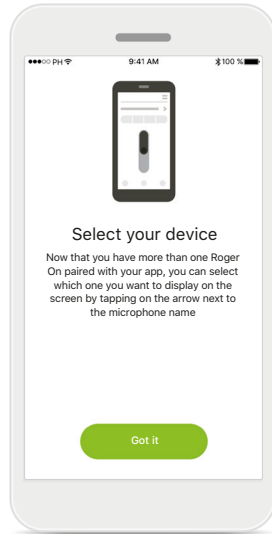 ●●●○○ PH 9:41 AM 100 %
Select your device
Now that you have more than one Roger
On paired with your app, you can select
which one you want to display on the
screen by tapping on the arrow next to
the microphone name
Got it